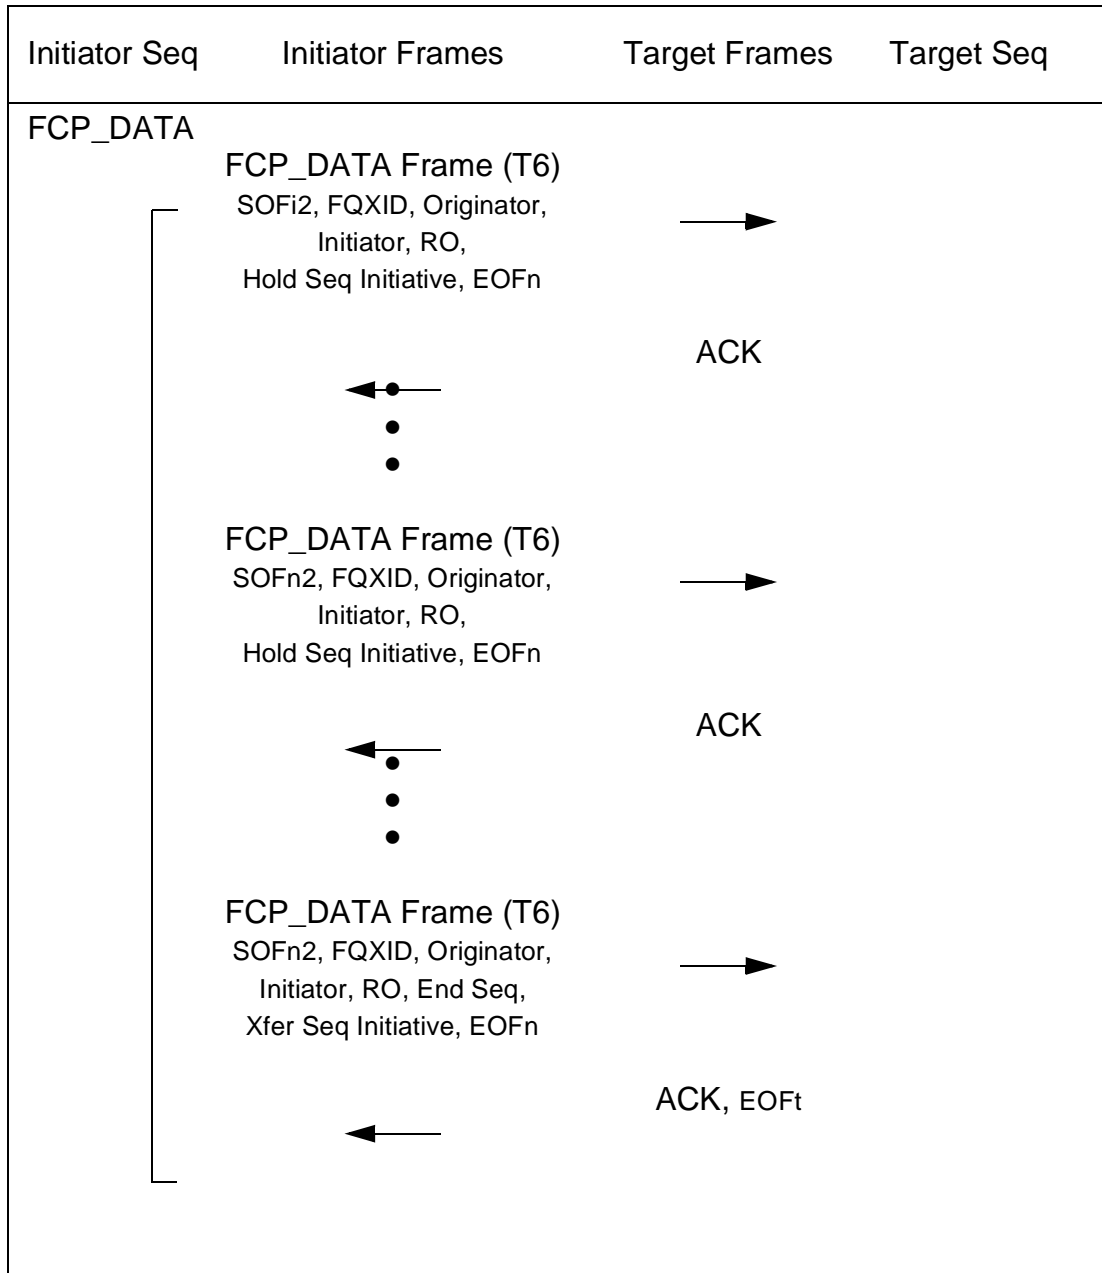 Initiator Seq Initiator Frames Target Frames Target Seq
FCP_DATA
FCP_DATA Frame (T6)
SOFi2, FQXID, Originator,
Initiator, RO,
Hold Seq Initiative, EOFn
ACK
FCP_DATA Frame (T6)
SOFn2, FQXID, Originator,
Initiator, RO,
Hold Seq Initiative, EOFn
ACK
FCP_DATA Frame (T6)
SOFn2, FQXID, Originator,
Initiator, RO, End Seq,
Xfer Seq Initiative, EOFn
ACK, EOFt